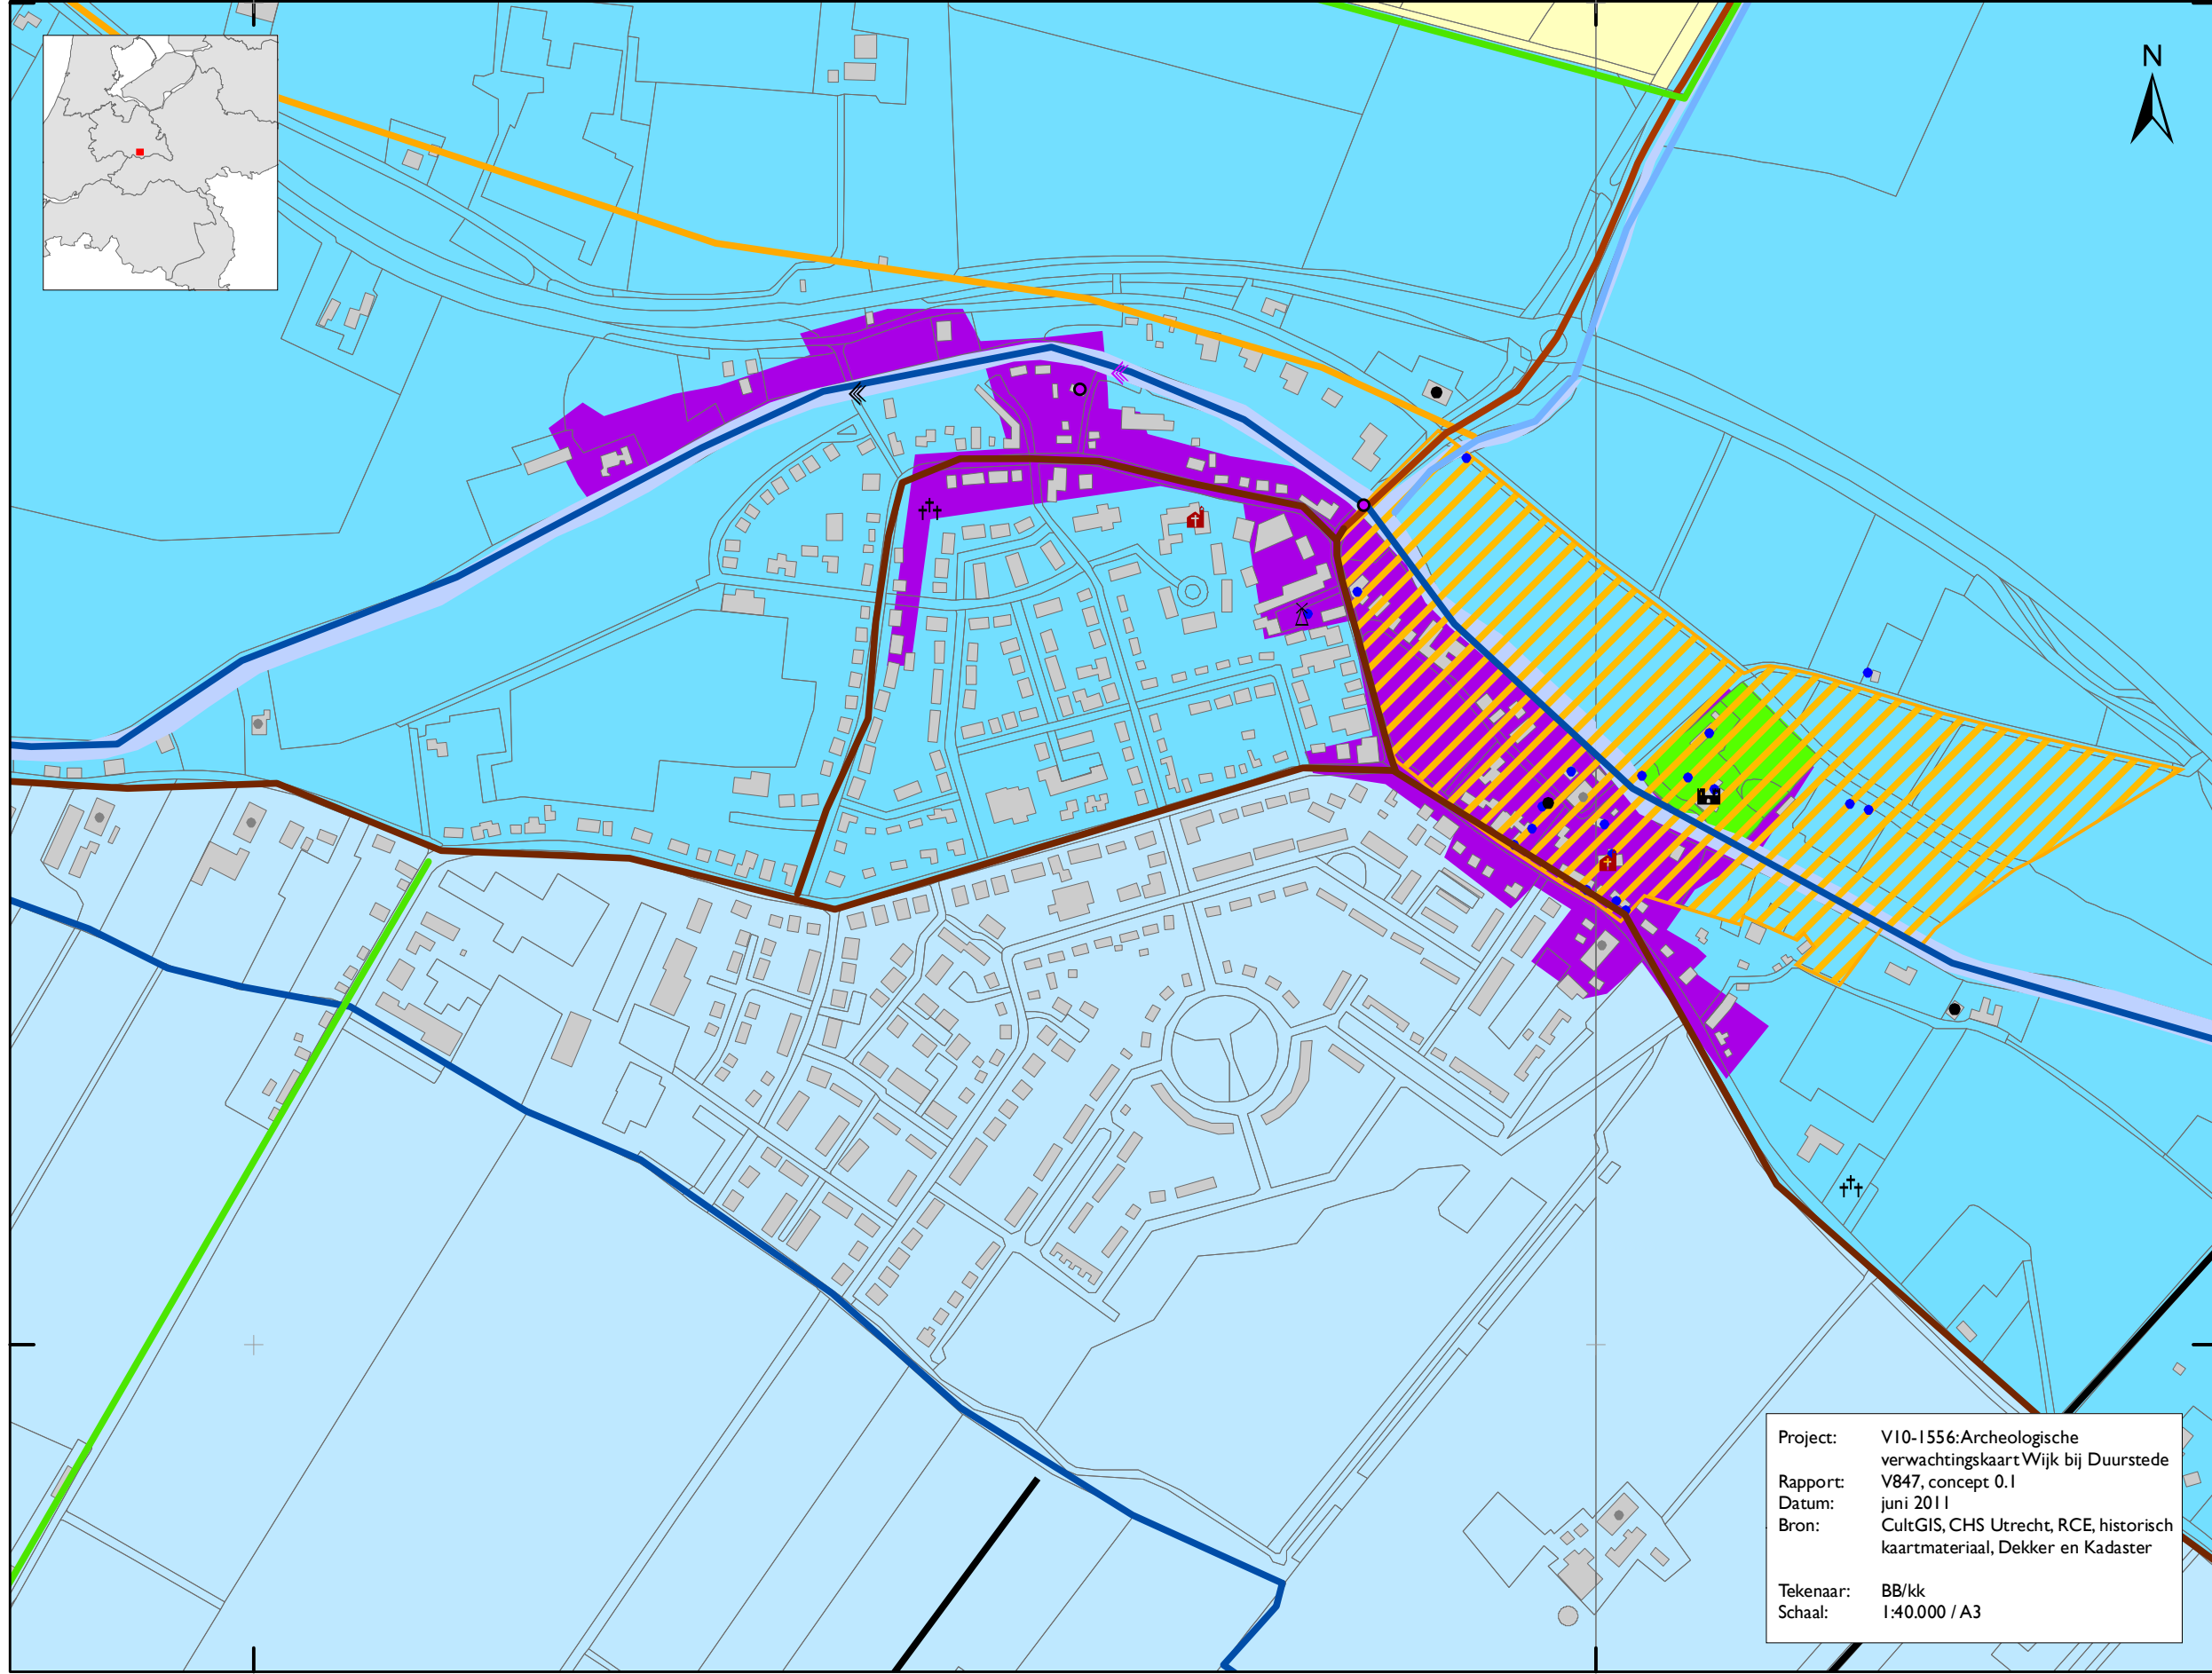 N
Project: V10-1556: Archeologische
verwachtingskaart Wijk bij Duurstede
Rapport: V847, concept 0.1
Datum: juni 2011
Bron: CultGIS, CHS Utrecht, RCE, historisch
kaartmateriaal, Dekker en Kadaster
Tekenaar: BB/kk
Schaal: 1:40.000 / A3